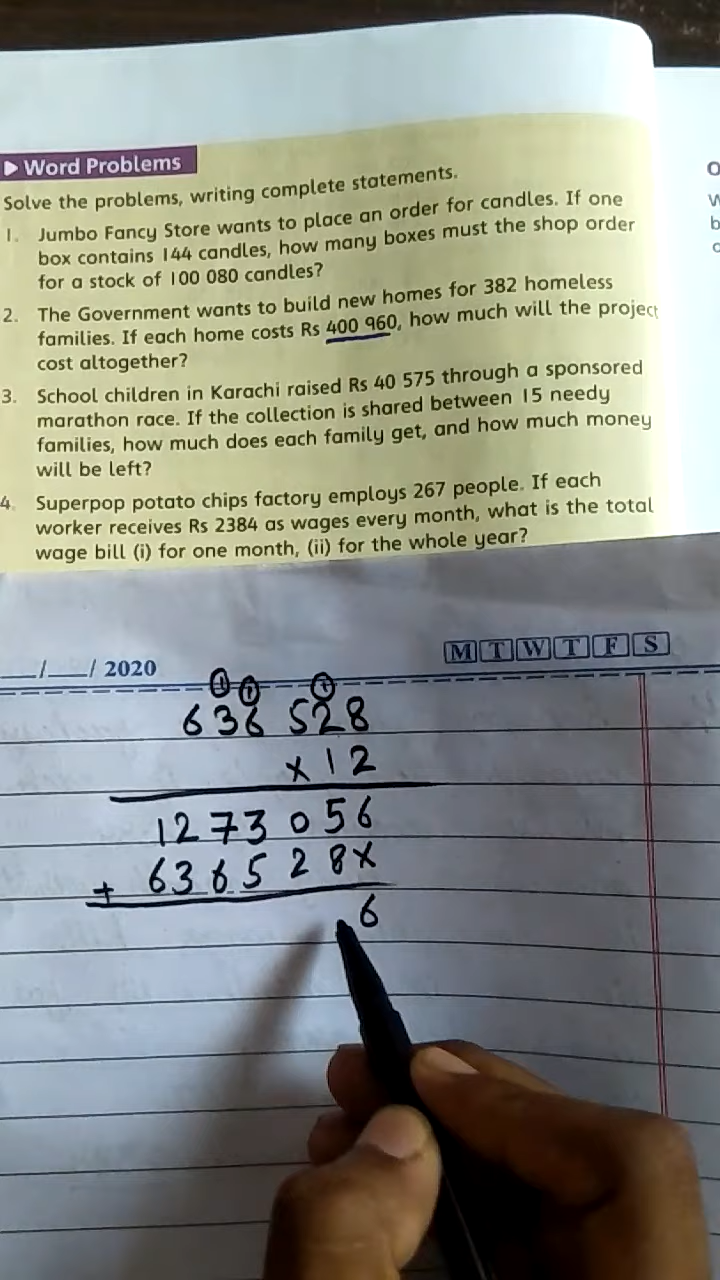 ▶ Word Problems
Solve the problems, writing complete statements.
1. Jumbo Fancy Store wants to place an order for candles. If one
box contains 144 candles, how many boxes must the shop order
for a stock of 100 080 candles?
2. The Government wants to build new homes for 382 homeless
families. If each home costs Rs 400 960, how much will the project
cost altogether?
3. School children in Karachi raised Rs 40 575 through a sponsored
marathon race. If the collection is shared between 15 needy
families, how much does each family get, and how much money
will be left?
4. Superpop potato chips factory employs 267 people. If each
worker receives Rs 2384 as wages every month, what is the total
wage bill (i) for one month, (ii) for the whole year?
__/__/ 2020 M T W T F S
1 1 1
636 528
x 12
1273 056
+ 6365 28x
6